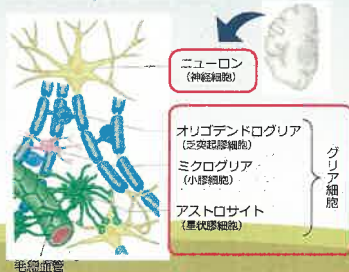 ニューロン
(神経細胞)
オリゴデンドログリア
(乏突起膠細胞)
ミクログリア
(小膠細胞)
アストロサイト
(星状膠細胞)
グリア細胞
毛細血管